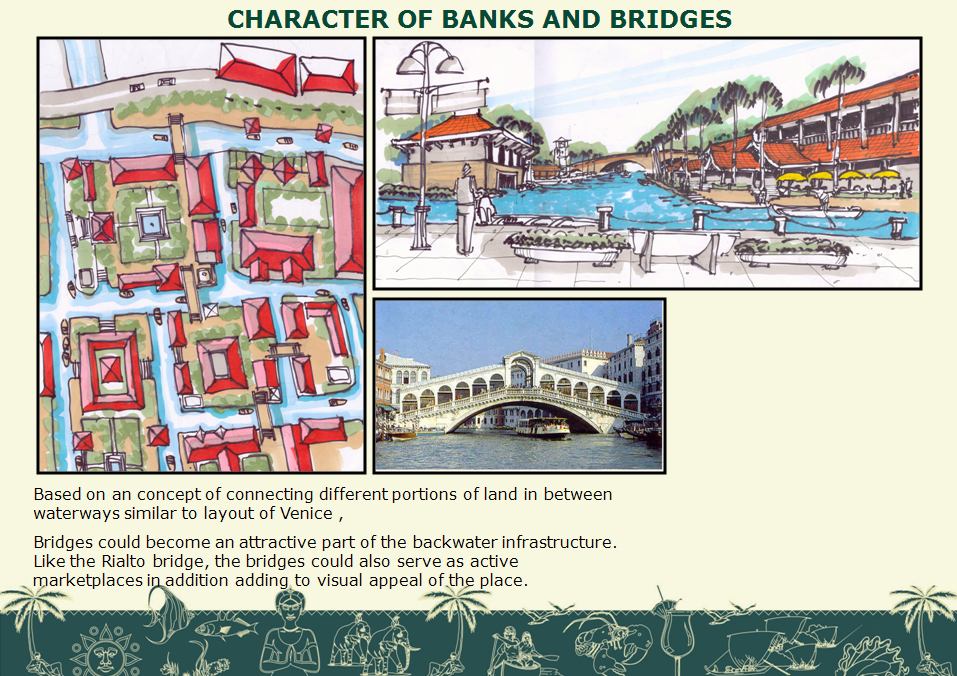 CHARACTER OF BANKS AND BRIDGES
Based on an concept of connecting different portions of land in between
waterways similar to layout of Venice ,
Bridges could become an attractive part of the backwater infrastructure.
Like the Rialto bridge, the bridges could also serve as active
marketplaces in addition adding to visual appeal of the place.